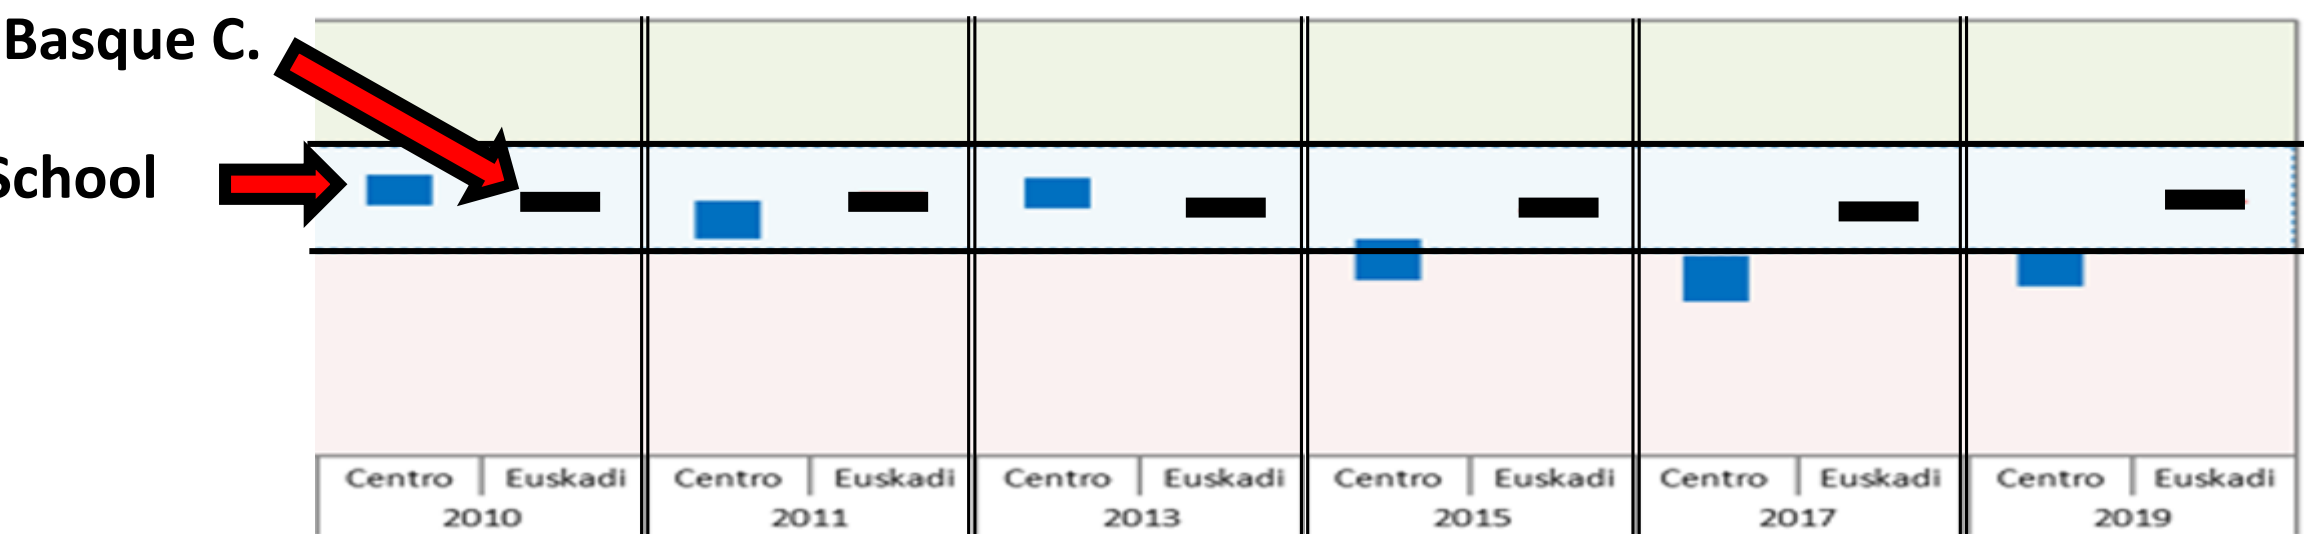 Basque C.
School
Centro Euskadi Centro Euskadi Centro Euskadi Centro Euskadi Centro Euskadi Centro Euskadi
2010 2011 2013 2015 2017 2019